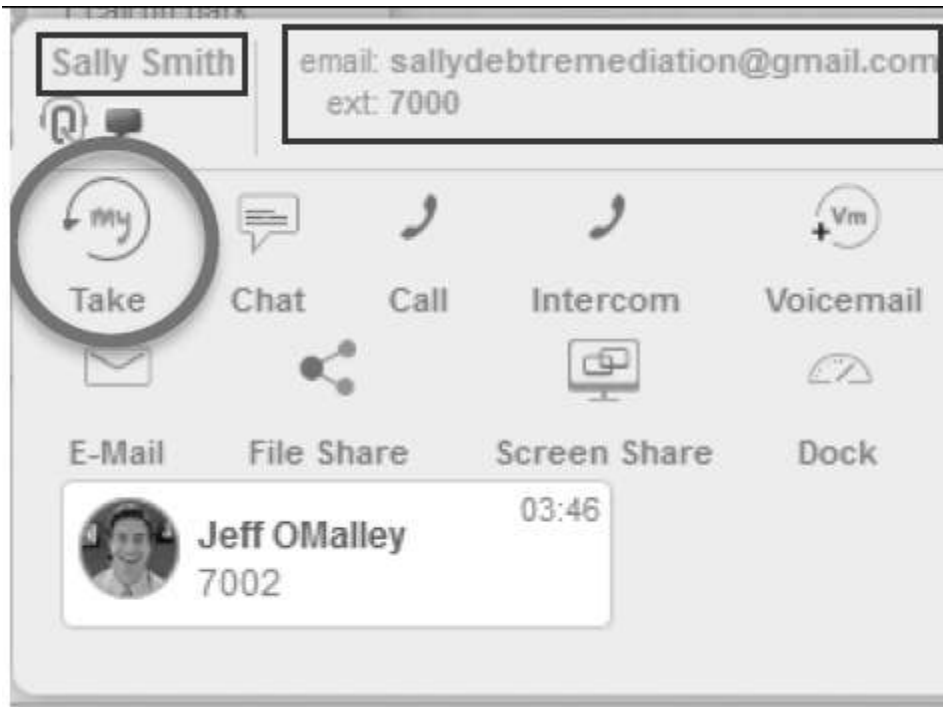 Sally Smith
email: sallydebtremediation@gmail.com
ext: 7000
Q
my
Vm
Take Chat Call Intercom Voicemail
E-Mail File Share Screen Share Dock
Jeff OMalley 03:46
7002